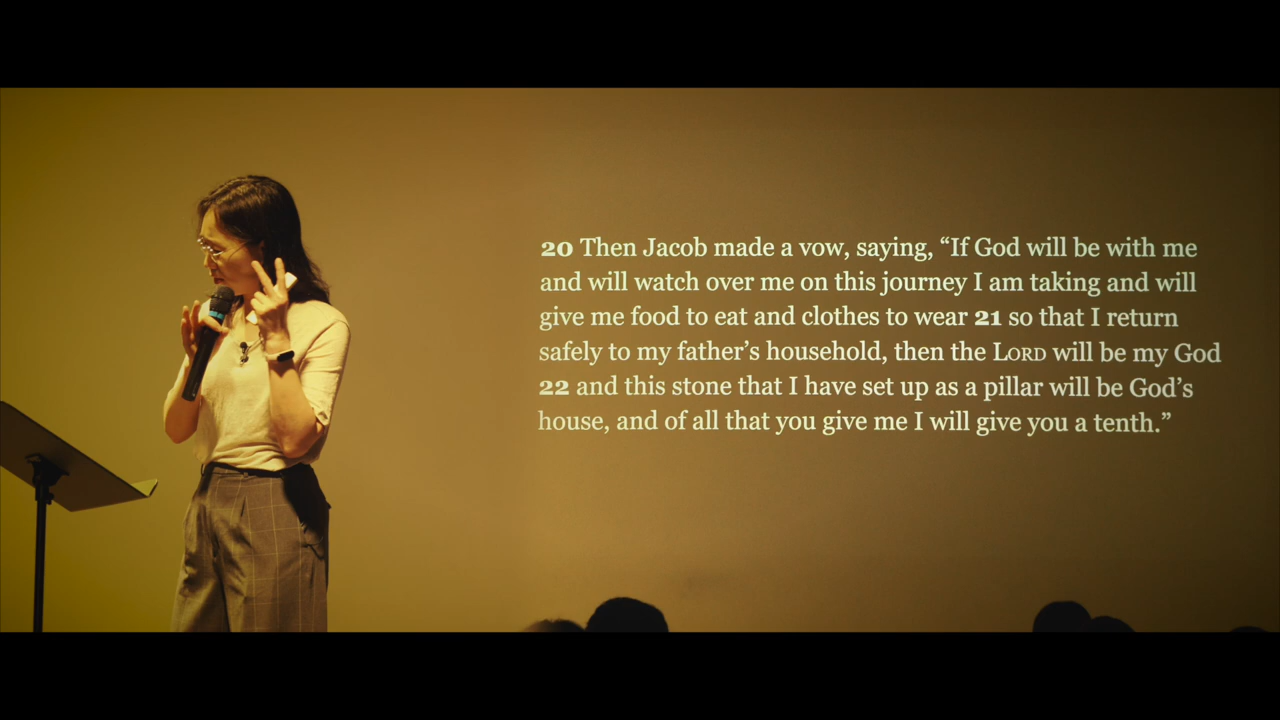 20 Then Jacob made a vow, saying, “If God will be with me
and will watch over me on this journey I am taking and will
give me food to eat and clothes to wear 21 so that I return
safely to my father’s household, then the LORD will be my God
22 and this stone that I have set up as a pillar will be God’s
house, and of all that you give me I will give you a tenth.”